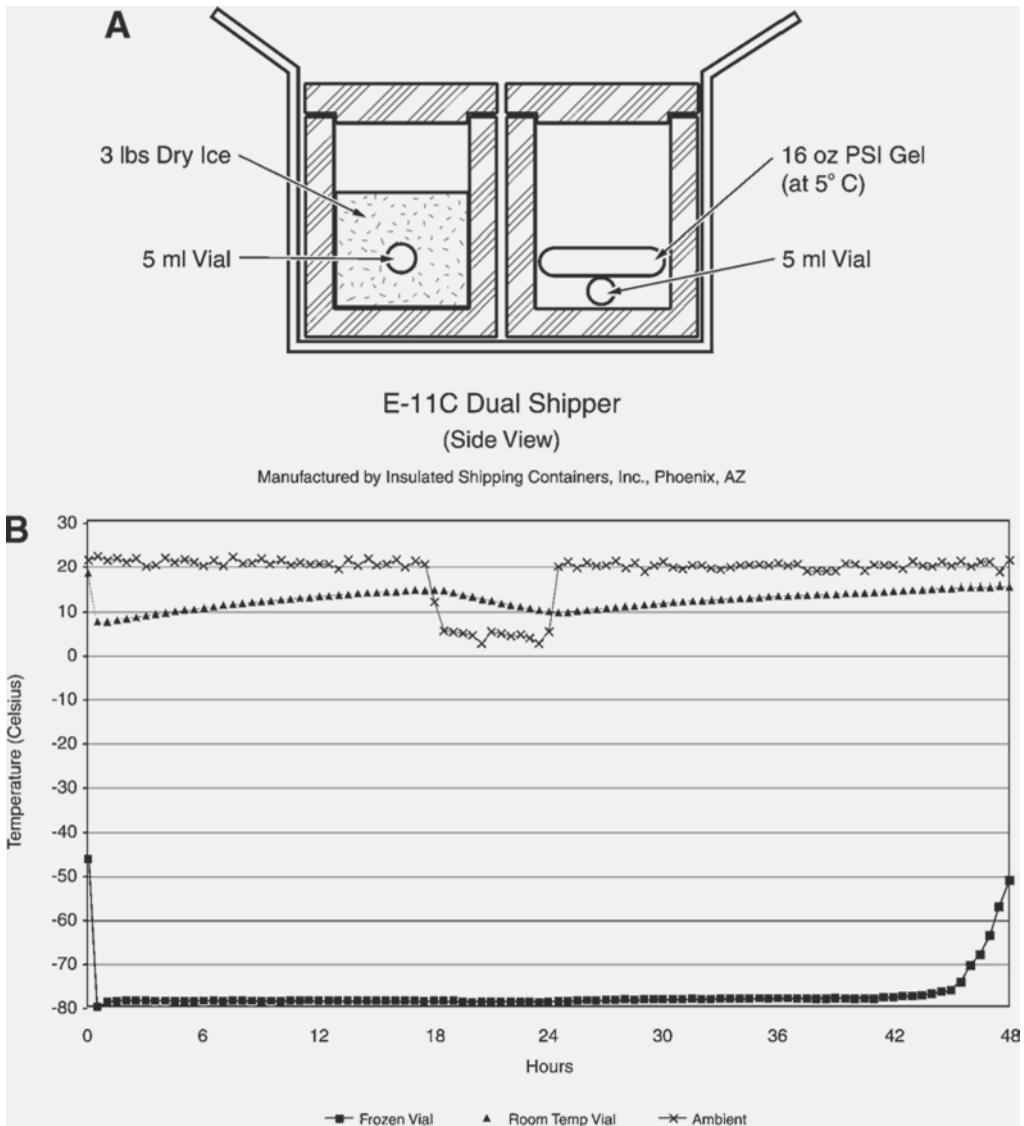 A
3 lbs Dry Ice
5 ml Vial
16 oz PSI Gel
(at 5° C)
5 ml Vial
E-11C Dual Shipper
(Side View)
Manufactured by Insulated Shipping Containers, Inc., Phoenix, AZ
B
Temperature (Celsius)
30
20
10
0
-10
-20
-30
-40
-50
-60
-70
-80
0 6 12 18 24 30 36 42 48
Hours
Frozen Vial Room Temp Vial Ambient